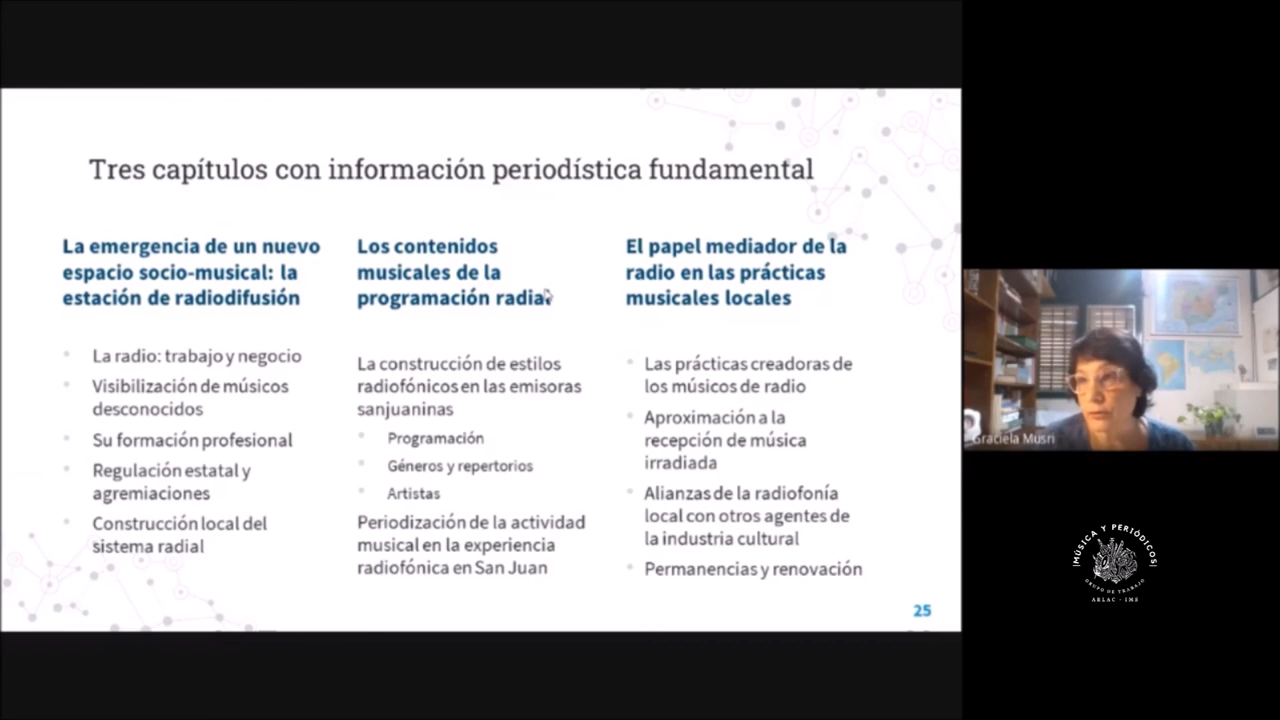 Tres capítulos con información periodística fundamental
La emergencia de un nuevo
espacio socio-musical: la
estación de radiodifusión
La radio: trabajo y negocio
Visibilización de músicos
desconocidos
Su formación profesional
Regulación estatal y
agremiaciones
Construcción local del
sistema radial
Los contenidos
musicales de la
programación radial
La construcción de estilos
radiofónicos en las emisoras
sanjuaninas
Programación
Géneros y repertorios
Artistas
Periodización de la actividad
musical en la experiencia
radiofónica en San Juan
El papel mediador de la
radio en las prácticas
musicales locales
Las prácticas creadoras de
los músicos de radio
Aproximación a la
recepción de música
irradiada
Alianzas de la radiofonía
local con otros agentes de
la industria cultural
Permanencias y renovación
25
Graciela Musri
MÚSICA Y PERIÓDICOS
GRUPO DE TRABAJO
ARLAC - IMS